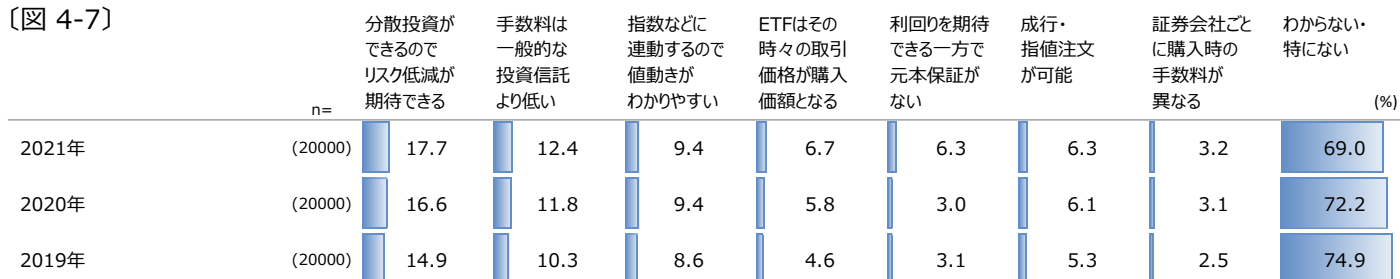 〔図 4-7〕
n=
分散投資が
できるので
リスク低減が
期待できる
手数料は
一般的な
投資信託
より低い
指数などに
連動するので
値動きが
わかりやすい
ETFはその
時々の取引
価格が購入
価額となる
利回りを期待
できる一方で
元本保証が
ない
成行・
指値注文
が可能
証券会社ごと
に購入時の
手数料が
異なる
わからない・
特にない
(%)
2021年 (20000) 17.7 12.4 9.4 6.7 6.3 6.3 3.2 69.0
2020年 (20000) 16.6 11.8 9.4 5.8 3.0 6.1 3.1 72.2
2019年 (20000) 14.9 10.3 8.6 4.6 3.1 5.3 2.5 74.9